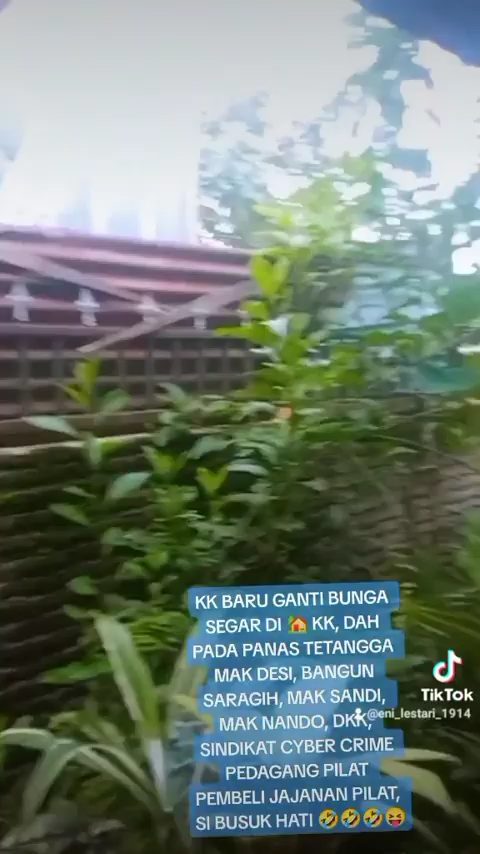 KK BARU GANTI BUNGA
SEGAR DI 🏡 KK, DAH
PADA PANAS TETANGGA
MAK DESI, BANGUN
SARAGIH, MAK SANDI,
MAK NANDO, DKK,
SINDIKAT CYBER CRIME
PEDAGANG PILAT
PEMBELI JAJANAN PILAT,
SI BUSUK HATI 🤣🤣🤣😝
TikTok
@eni_lestari_1914